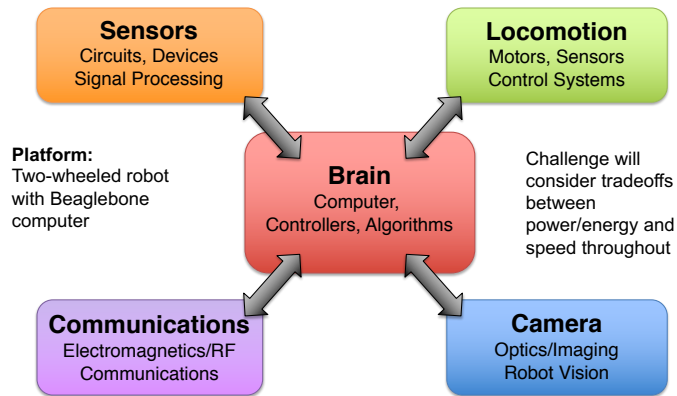 Sensors
Circuits, Devices
Signal Processing
Locomotion
Motors, Sensors
Control Systems
Platform:
Two-wheeled robot
with Beaglebone
computer
Brain
Computer,
Controllers, Algorithms
Challenge will
consider tradeoffs
between
power/energy and
speed throughout
Communications
Electromagnetics/RF
Communications
Camera
Optics/Imaging
Robot Vision